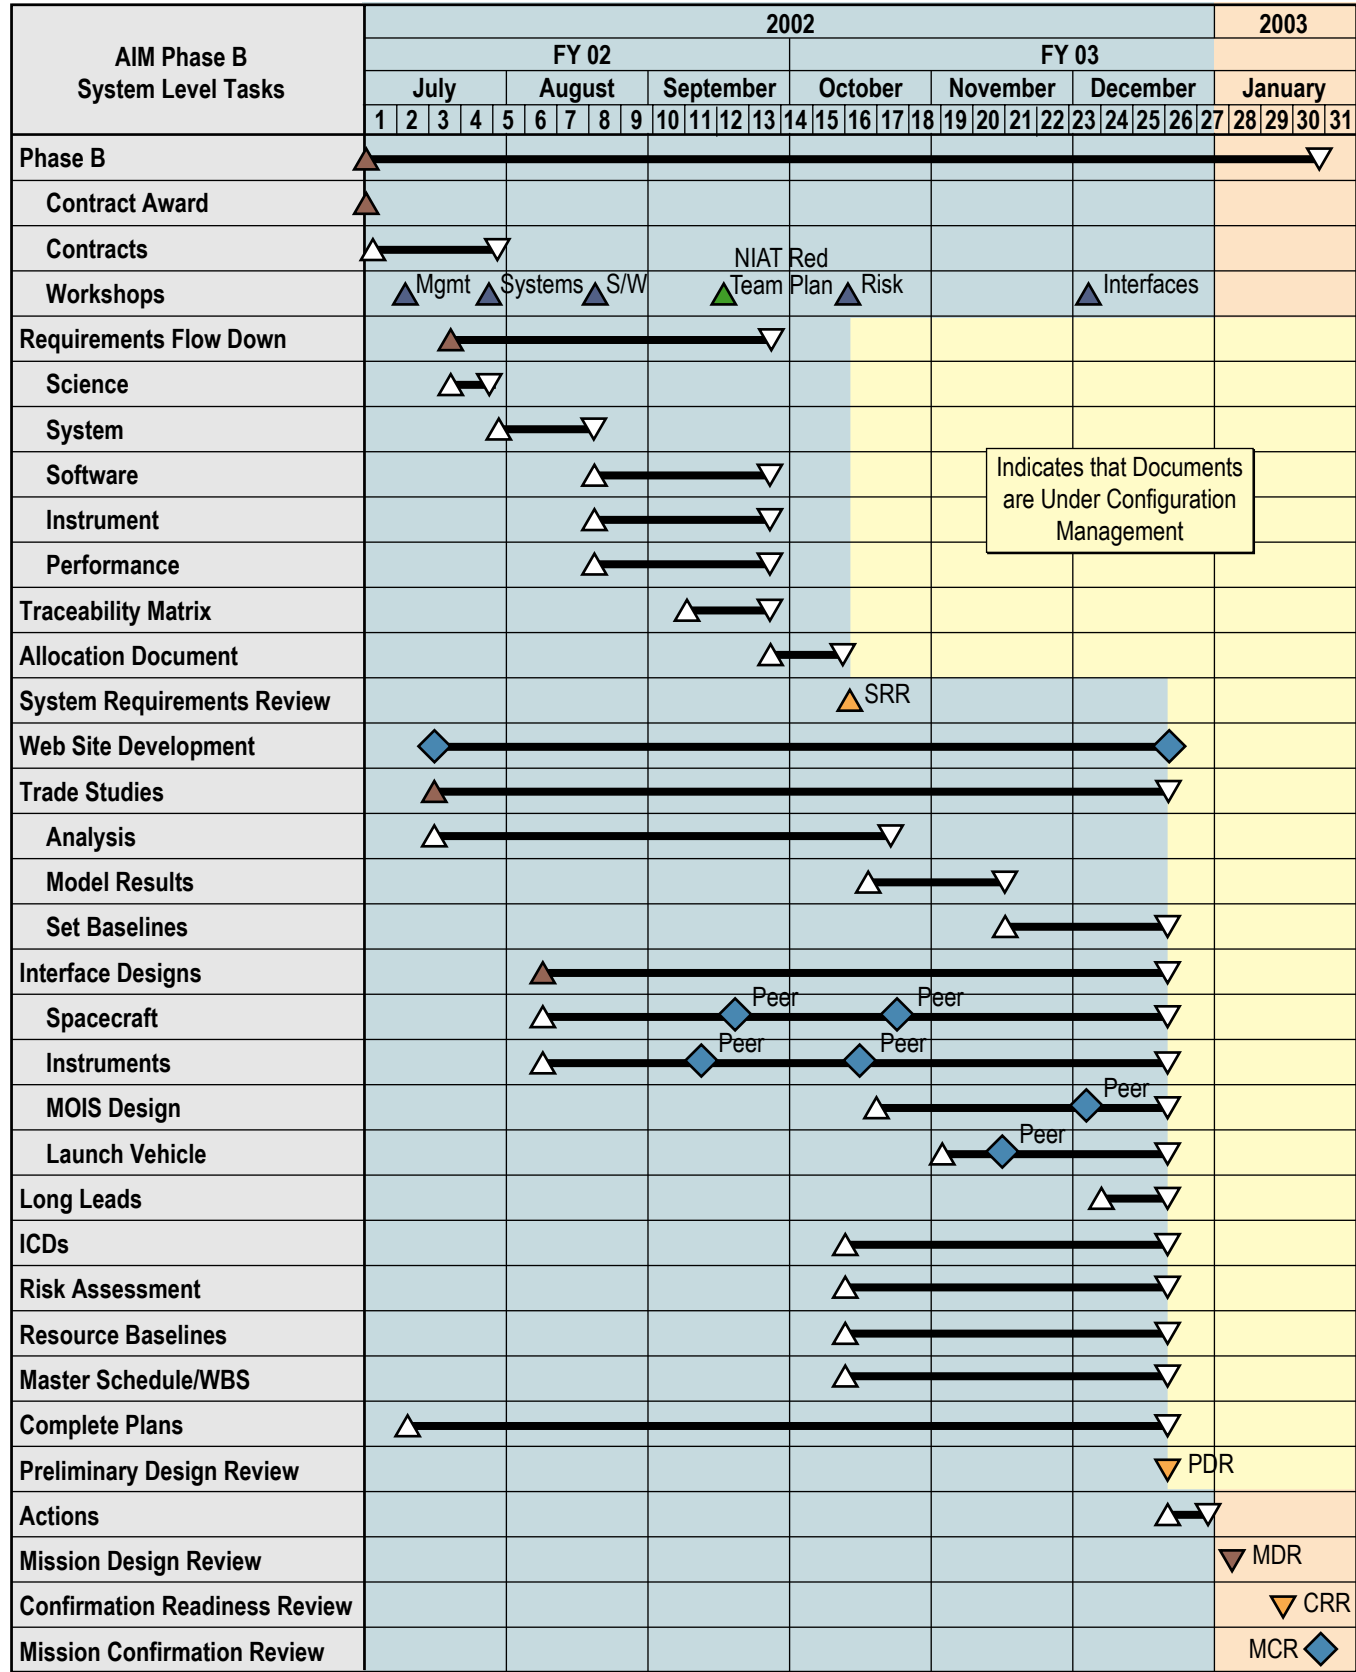 AIM Phase B
System Level Tasks
2002
2003
FY 02
FY 03
July
August
September
October
November
December
January
1 2 3 4 5 6 7 8 9 10 11 12 13 14 15 16 17 18 19 20 21 22 23 24 25 26 27 28 29 30 31
Phase B
Contract Award
Contracts
Workshops
Mgmt
Systems
S/W
NIAT Red
Team Plan
Risk
Interfaces
Requirements Flow Down
Science
System
Software
Instrument
Performance
Indicates that Documents
are Under Configuration
Management
Traceability Matrix
Allocation Document
System Requirements Review
SRR
Web Site Development
Trade Studies
Analysis
Model Results
Set Baselines
Interface Designs
Spacecraft
Peer
Peer
Instruments
Peer
Peer
MOIS Design
Peer
Launch Vehicle
Peer
Long Leads
ICDs
Risk Assessment
Resource Baselines
Master Schedule/WBS
Complete Plans
Preliminary Design Review
PDR
Actions
Mission Design Review
MDR
Confirmation Readiness Review
CRR
Mission Confirmation Review
MCR